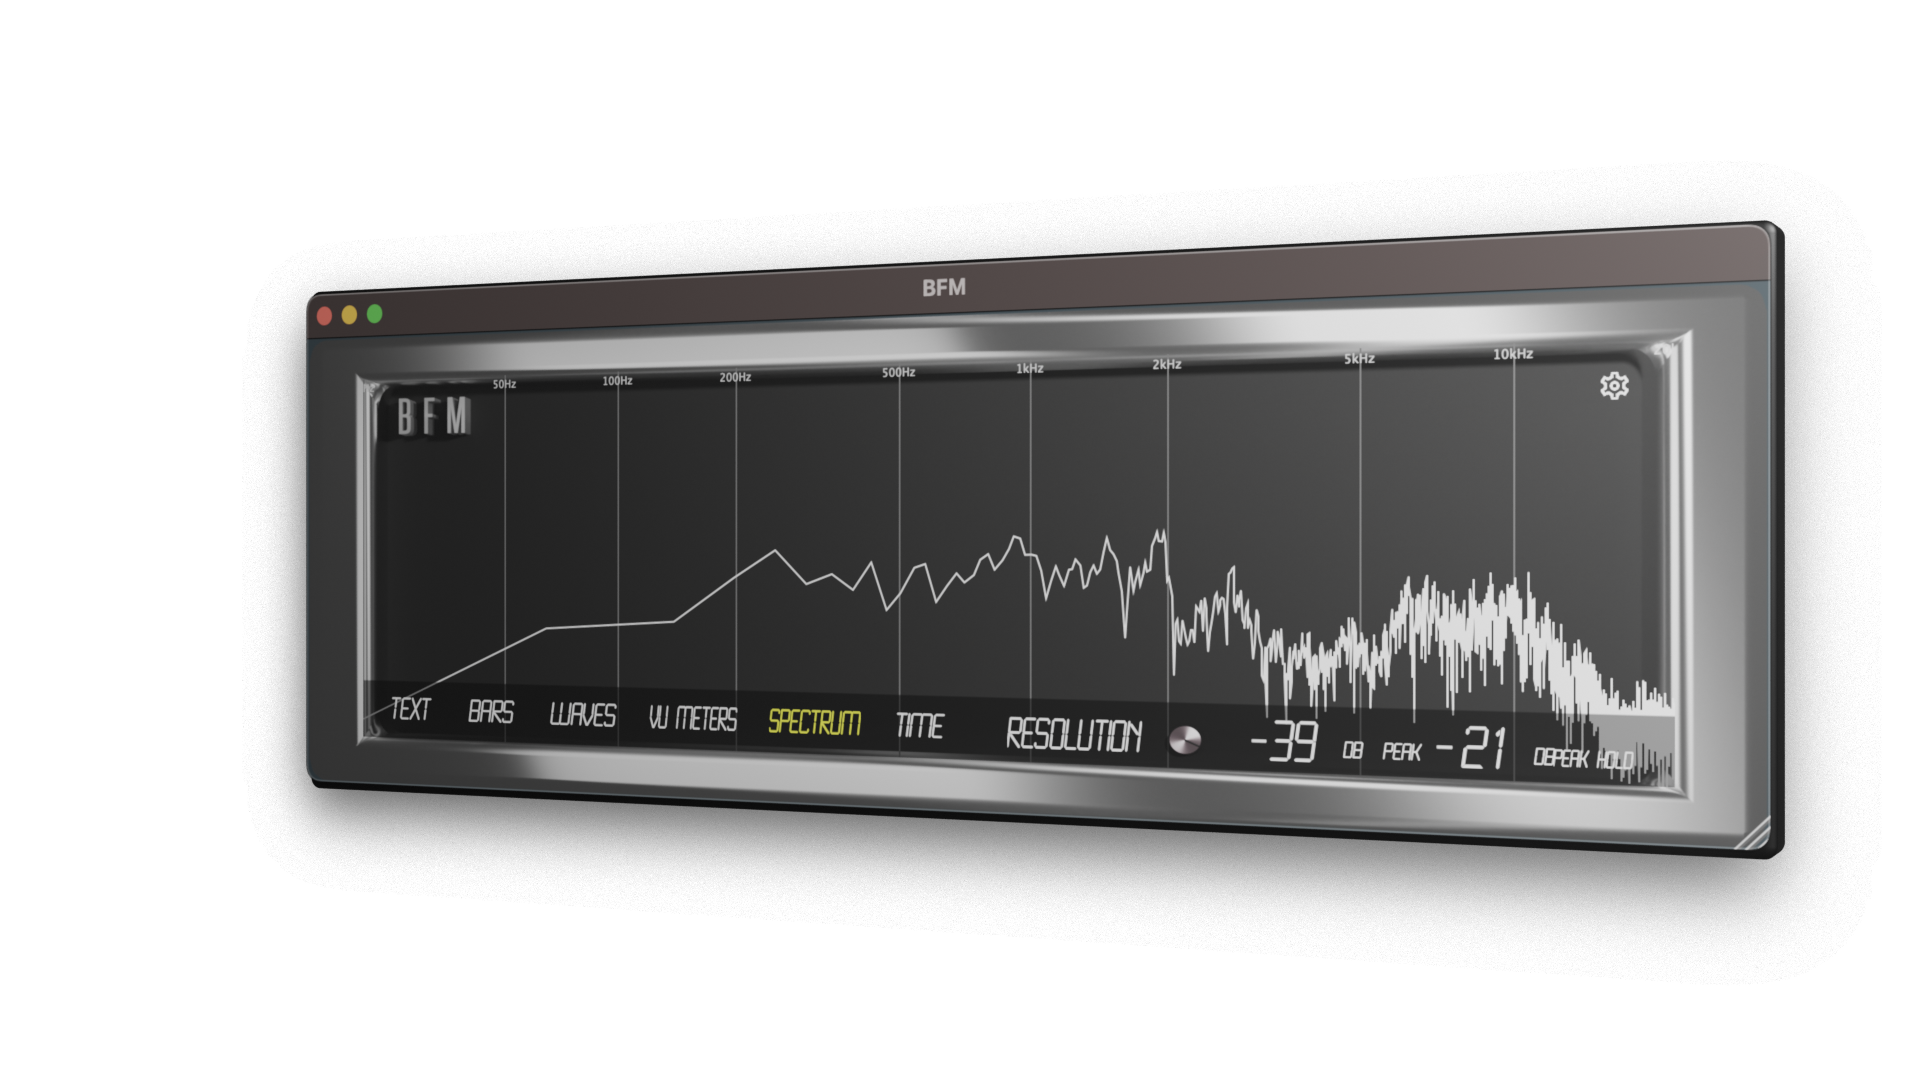 BFM
50Hz 100Hz 200Hz 500Hz 1kHz 2kHz 5kHz 10kHz
BFM
TEXT BARS WAVES VU METERS SPECTRUM TIME RESOLUTION -39 DB PEAK -21 DBPEAK HOLD